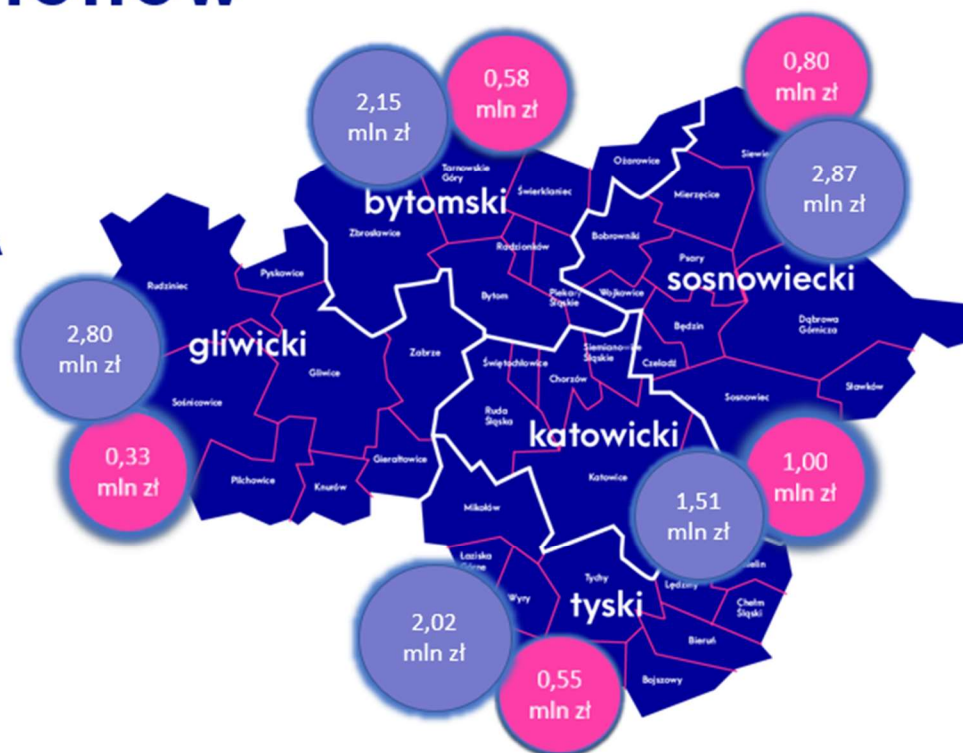 0,58
mln zł
0,80
mln zł
2,15
mln zł
Ożarowice
2,87
mln zł
Tarnowskie
Góry
Świerklaniec
Mierzęcice
bytomski
Zbrosławice
Bobrowniki
Radzionków
Psary
sosnowiecki
Pyskowice
Rudziniec
Bytom
Piekary
Śląskie
Wojkowice
Będzin
Dąbrowa
Górnicza
2,80
mln zł
gliwicki
Zabrze
Gliwice
Świętochłowice
Siemianowice
Śląskie
Czeladź
Chorzów
Sośnicowice
Sosnowiec
Sławków
Ruda
Śląska
katowicki
0,33
mln zł
Gierałtowice
Pilchowice
Knurów
Katowice
1,00
mln zł
1,51
mln zł
Mikołów
Łaziska
Górne
Wyry
Tychy
Lędziny
tyski
Chełm
Śląski
2,02
mln zł
Bieruń
Bojszowy
0,55
mln zł